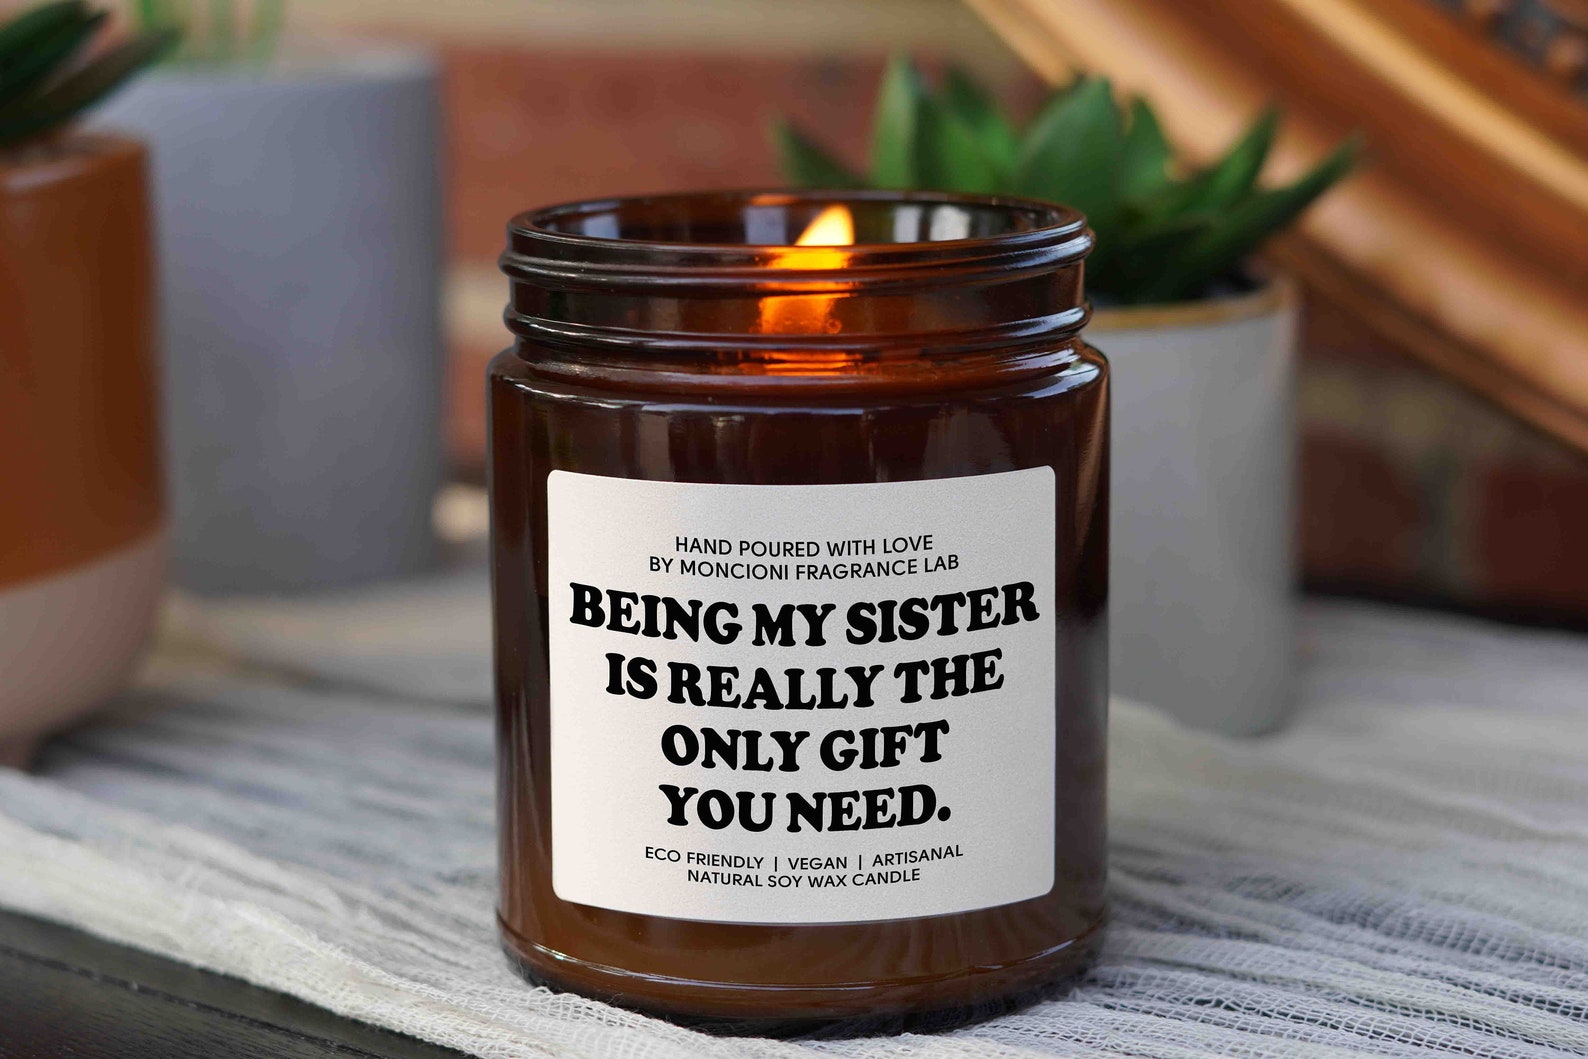 HAND POURED WITH LOVE
BY MONCIONI FRAGRANCE LAB
BEING MY SISTER
IS REALLY THE
ONLY GIFT
YOU NEED.
ECO FRIENDLY | VEGAN | ARTISANAL
NATURAL SOY WAX CANDLE